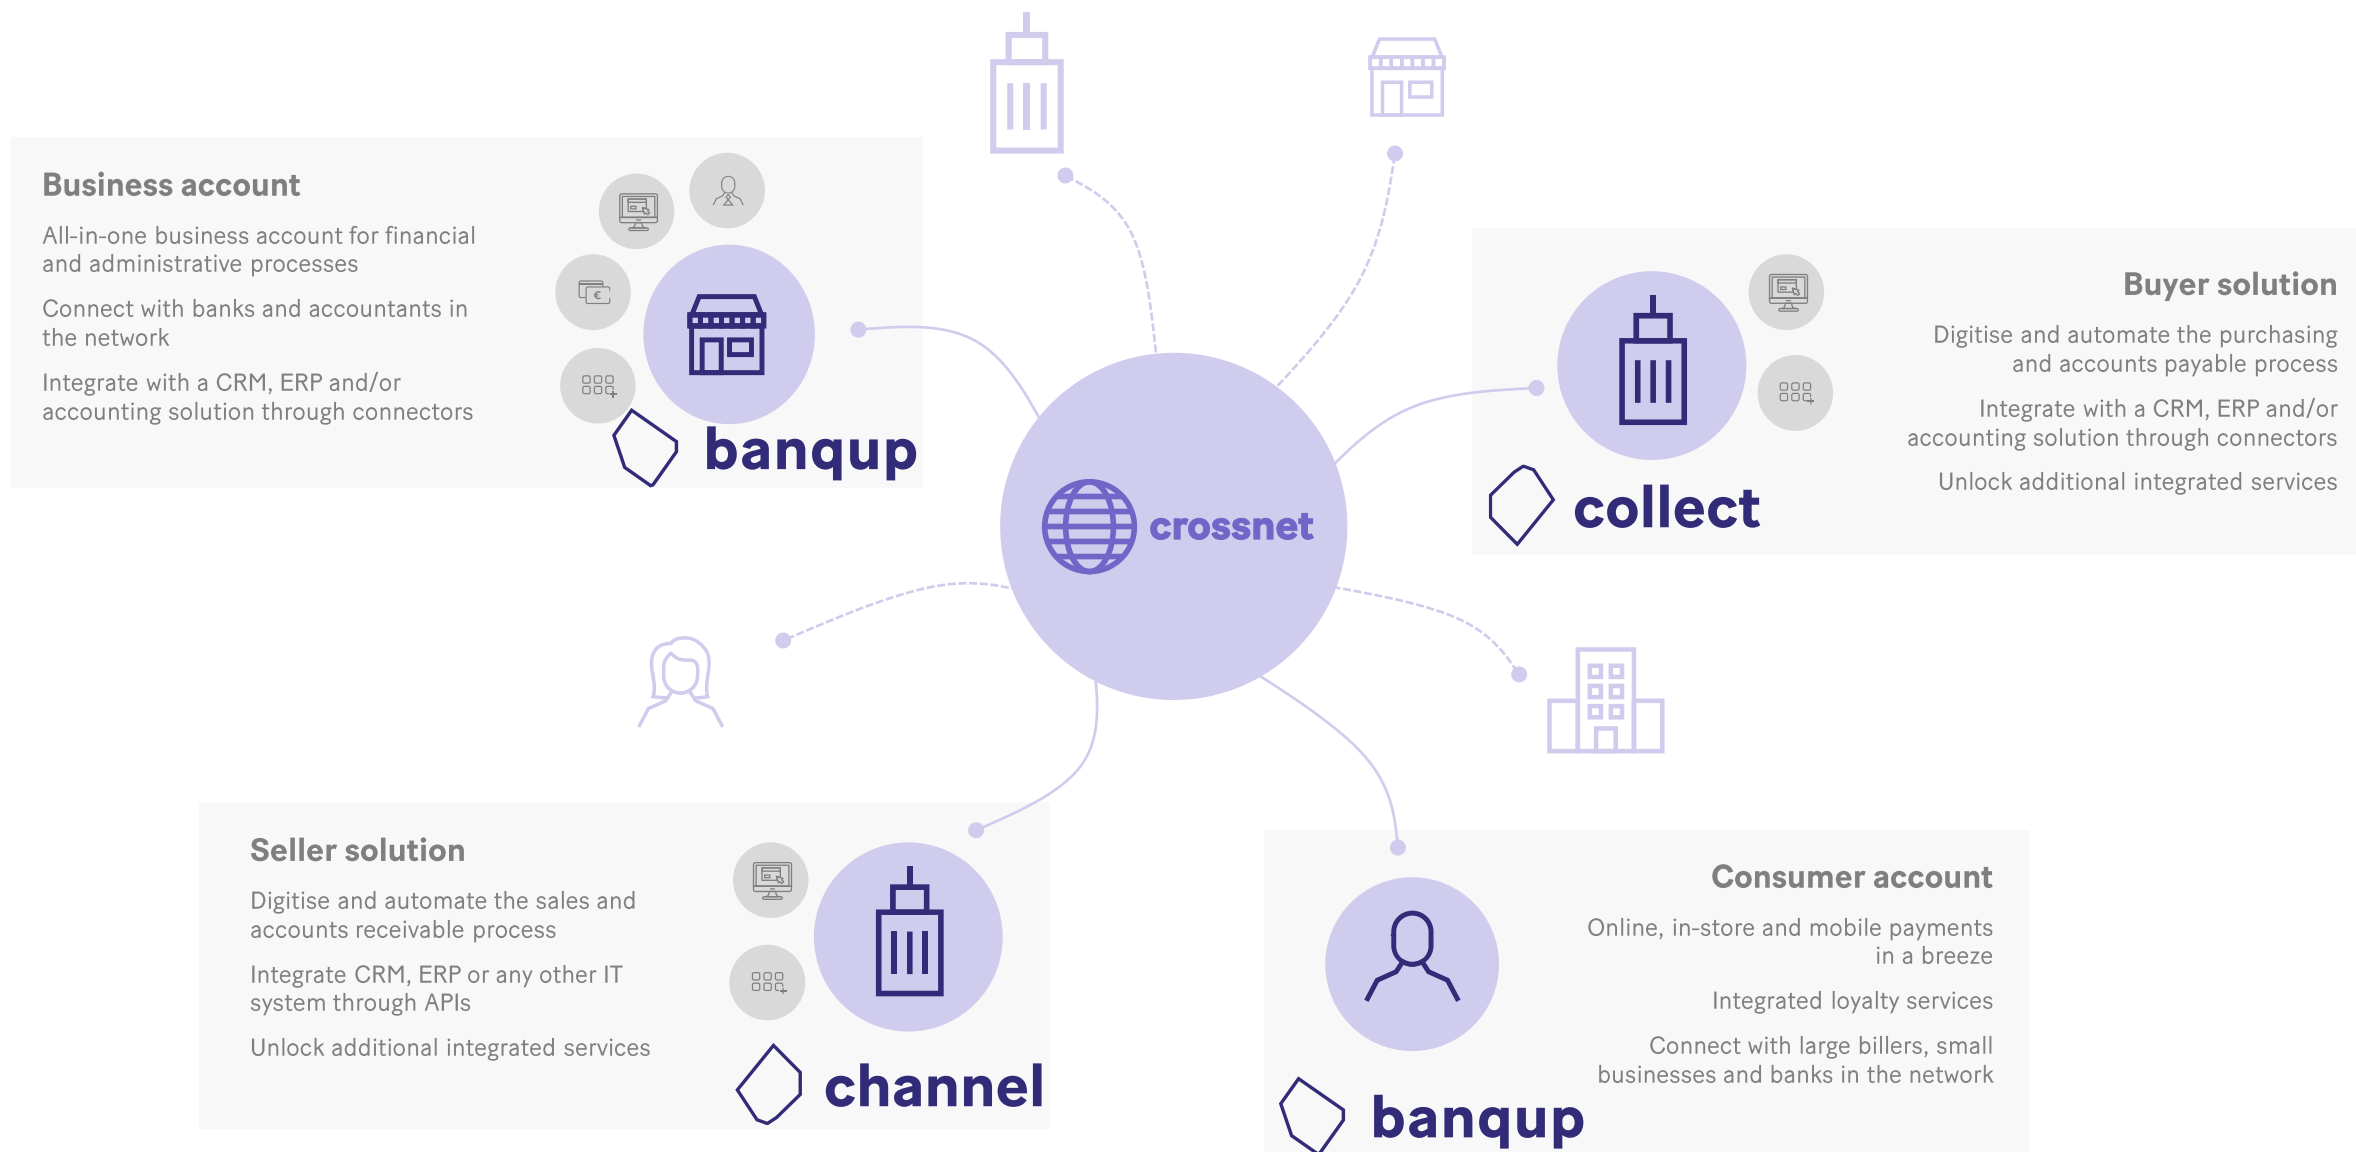 Business account
All-in-one business account for financial
and administrative processes
Connect with banks and accountants in
the network
Integrate with a CRM, ERP and/or
accounting solution through connectors
€
banqup
Buyer solution
Digitise and automate the purchasing
and accounts payable process
Integrate with a CRM, ERP and/or
accounting solution through connectors
Unlock additional integrated services
collect
crossnet
Seller solution
Digitise and automate the sales and
accounts receivable process
Integrate CRM, ERP or any other IT
system through APIs
Unlock additional integrated services
channel
Consumer account
Online, in-store and mobile payments
in a breeze
Integrated loyalty services
Connect with large billers, small
businesses and banks in the network
banqup